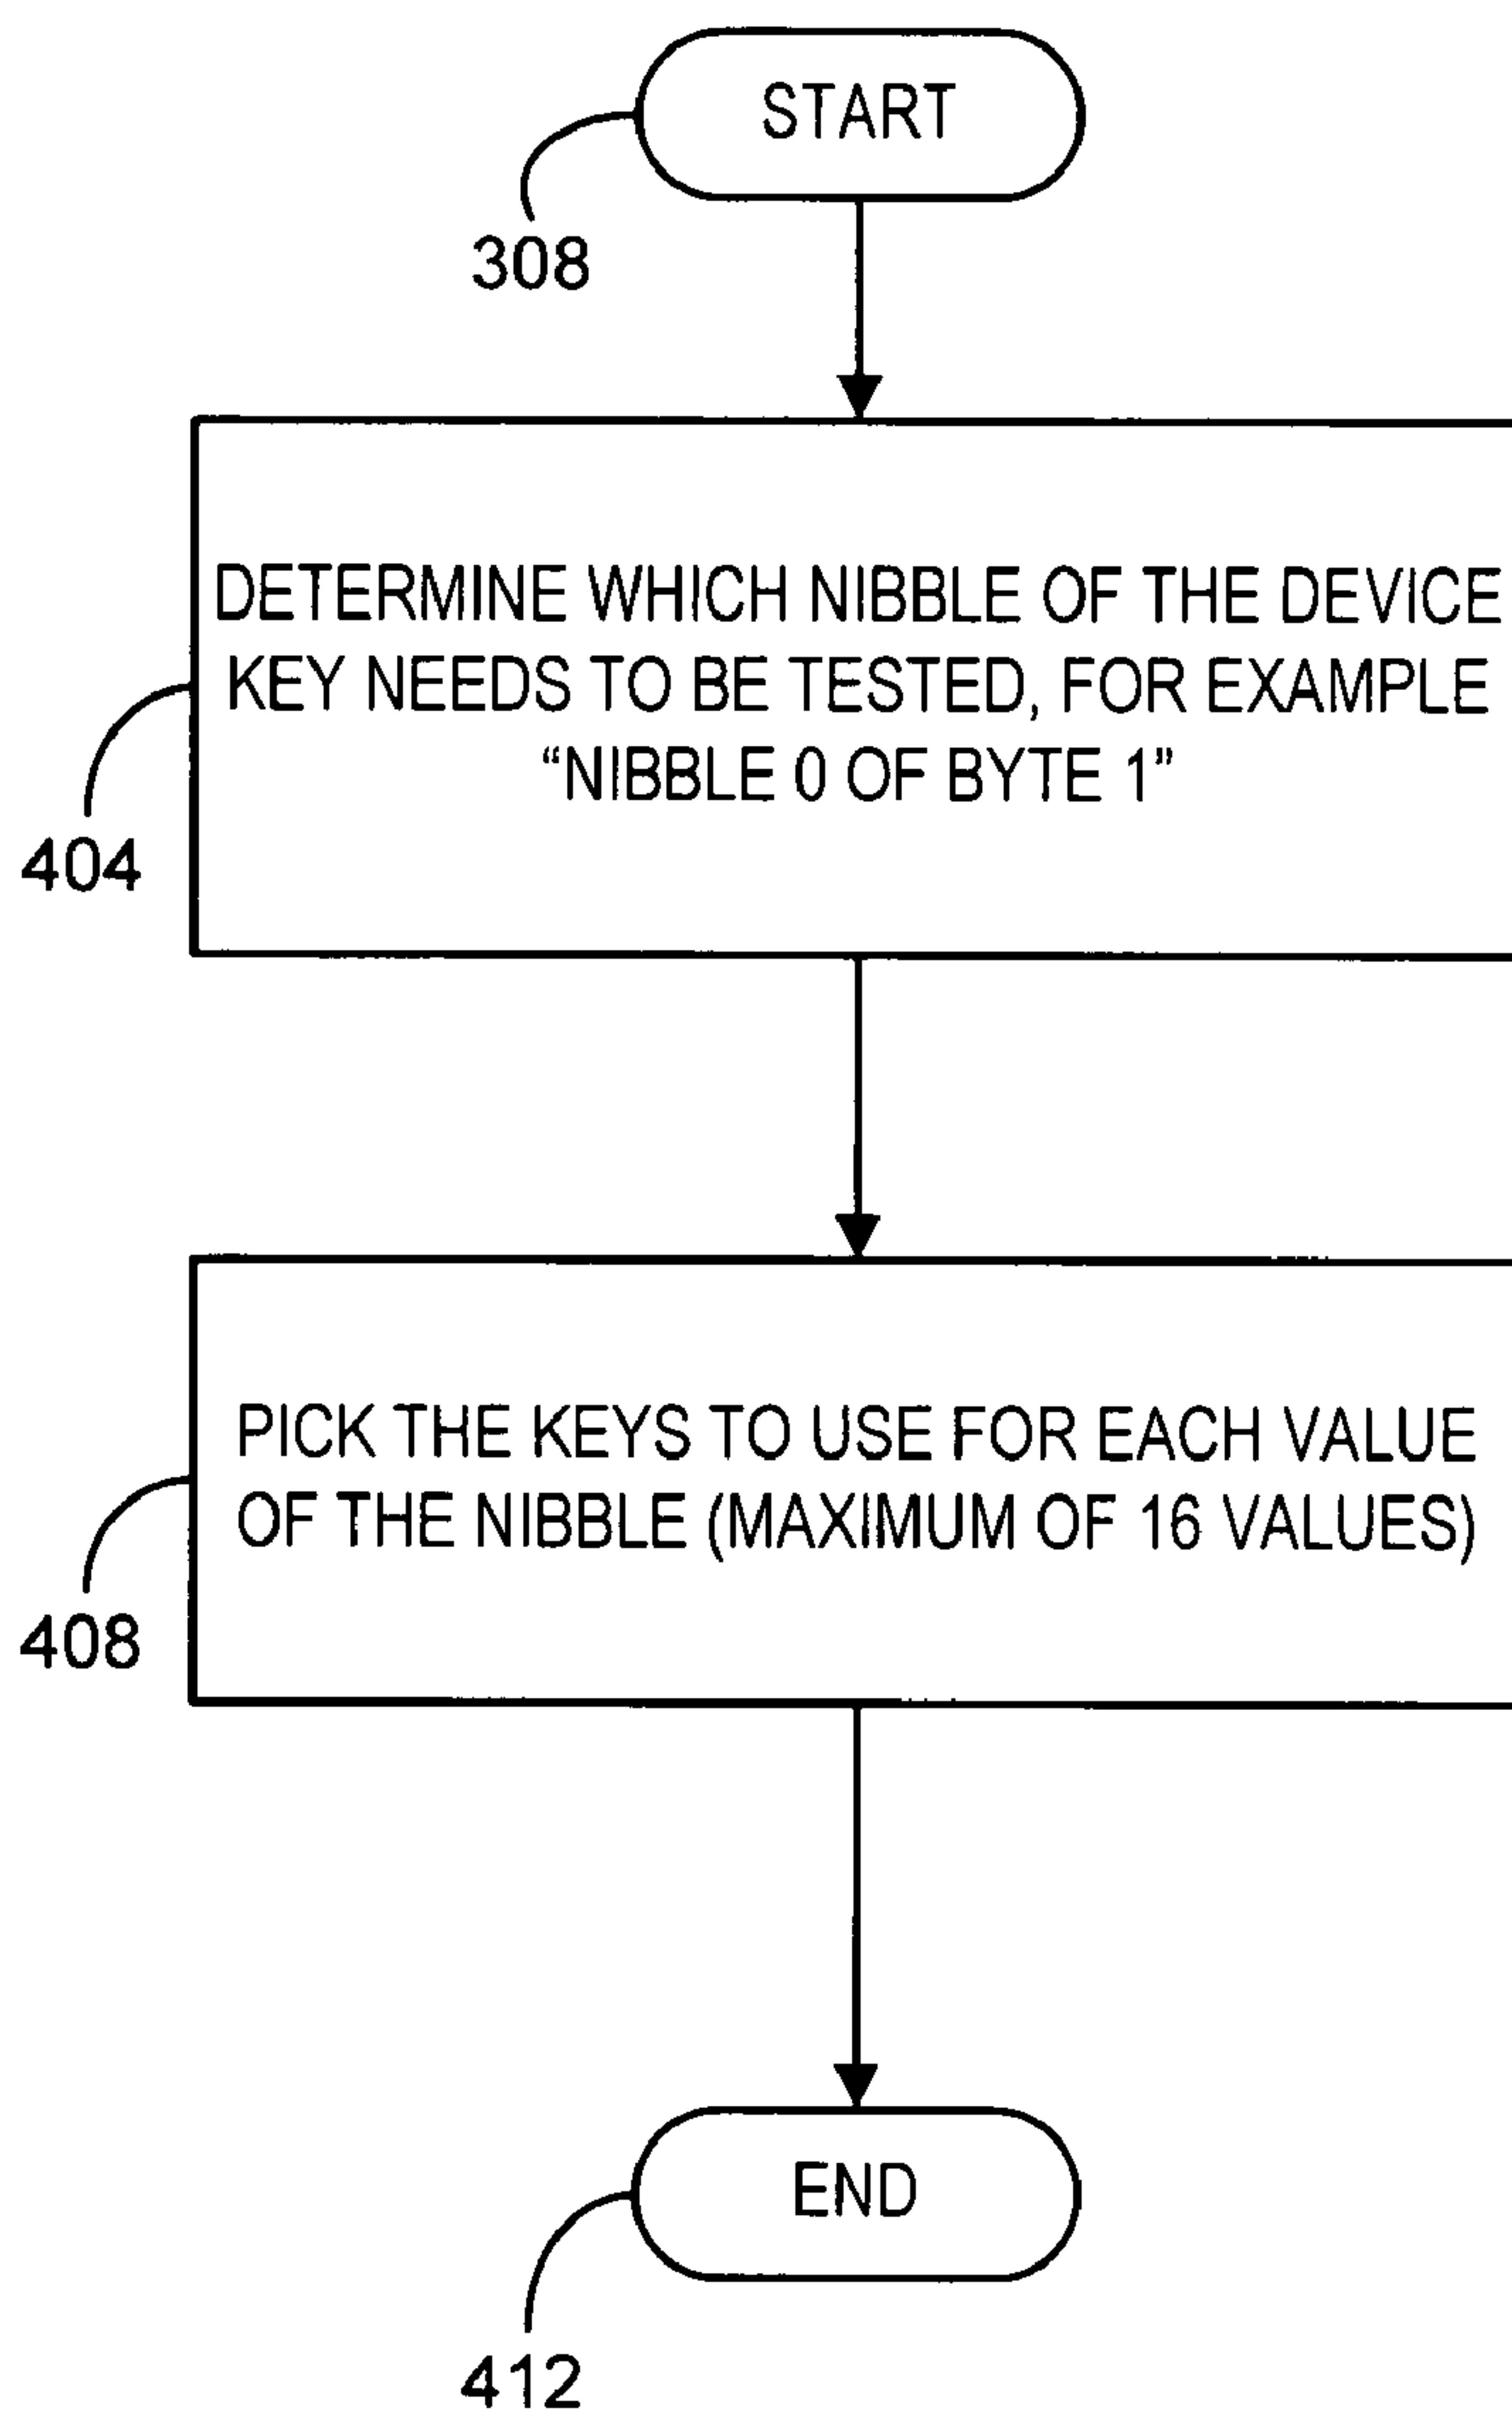 START
308
DETERMINE WHICH NIBBLE OF THE DEVICE
KEY NEEDS TO BE TESTED, FOR EXAMPLE
“NIBBLE 0 OF BYTE 1”
404
PICK THE KEYS TO USE FOR EACH VALUE
OF THE NIBBLE (MAXIMUM OF 16 VALUES)
408
END
412